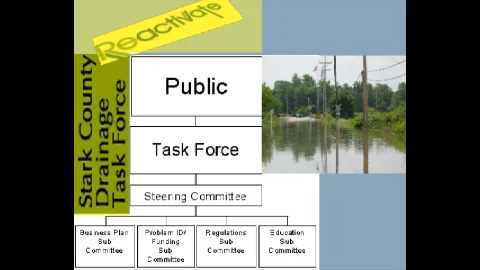 Reactivate
Stark County
Drainage
Task Force
Public
Task Force
Steering Committee
Business Plan
Sub
Committee
Problem ID/
Funding
Sub
Committee
Regulations
Sub
Committee
Education
Sub
Committee